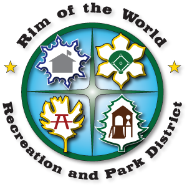 Rim of the World
Recreation and Park District